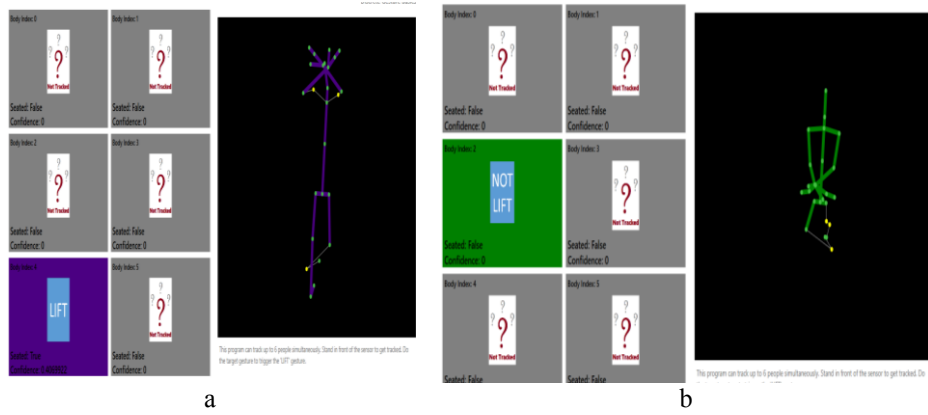 Body Index: 0
Body Index: 1
?
?
?
Not Tracked
?
?
?
Not Tracked
Seated: False
Confidence: 0
Seated: False
Confidence: 0
Body Index: 2
Body Index: 3
?
?
?
Not Tracked
?
?
?
Not Tracked
Seated: False
Confidence: 0
Seated: False
Confidence: 0
Body Index: 5
LIFT
?
?
?
Not Tracked
Seated: True
Seated: False
Confidence: 0
This program can track up to 6 people simultaneously. Stand in front of the sensor to get tracked. Do
the target gesture to trigger the 'LIFT' gesture.
a
Body Index: 0
Body Index: 1
?
?
?
Not Tracked
?
?
?
Not Tracked
Seated: False
Confidence: 0
Seated: False
Confidence: 0
Body Index: 2
Body Index: 3
NOT
LIFT
?
?
?
Not Tracked
Seated: False
Confidence: 0
Seated: False
Confidence: 0
Body Index: 4
Body Index: 5
?
?
?
Not Tracked
?
?
?
Not Tracked
This program can track up to 6 people simultaneously. Stand in front of the sensor to get tracked. Do
b